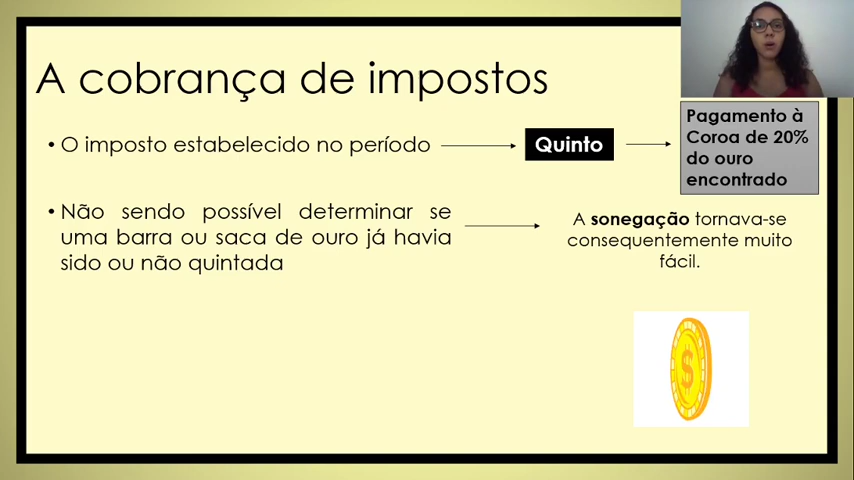 A cobrança de impostos
• O imposto estabelecido no período
Quinto
Pagamento à
Coroa de 20%
do ouro
encontrado
• Não sendo possível determinar se
uma barra ou saca de ouro já havia
sido ou não quintada
A sonegação tornava-se
consequentemente muito
fácil.
$